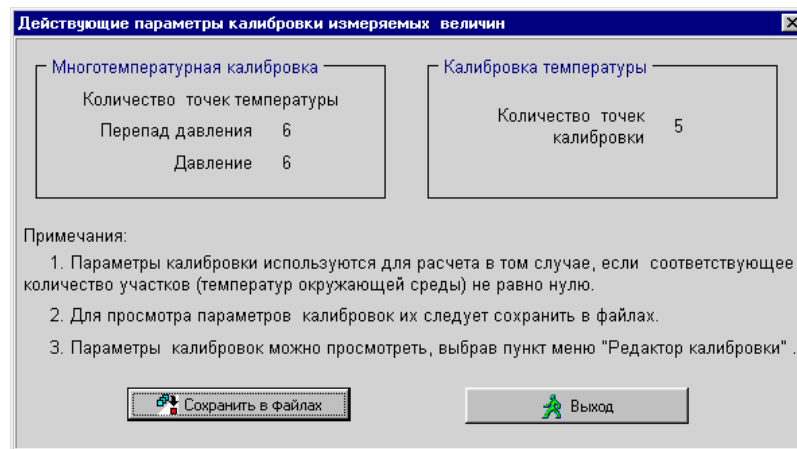 Действующие параметры калибровки измеряемых величин
Многотемпературная калибровка
Количество точек температуры
Перепад давления 6
Давление 6
Калибровка температуры
Количество точек
калибровки 5
Примечания:
1. Параметры калибровки используются для расчета в том случае, если соответствующее
количество участков (температур окружающей среды) не равно нулю.
2. Для просмотра параметров калибровок их следует сохранить в файлах.
3. Параметры калибровок можно просмотреть, выбрав пункт меню "Редактор калибровки" .
Сохранить в файлах
Выход